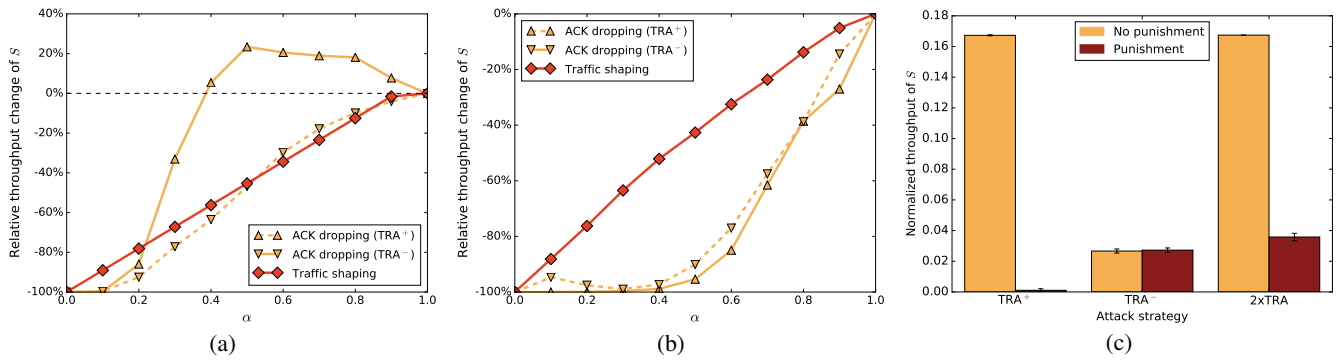 40%
20%
0%
-20%
-40%
-60%
-80%
-100%
0.0 0.2 0.4 0.6 0.8 1.0
α
Relative throughput change of S
ACK dropping (TRA⁺)
ACK dropping (TRA⁻)
Traffic shaping
(a)
0%
-20%
-40%
-60%
-80%
-100%
0.0 0.2 0.4 0.6 0.8 1.0
α
Relative throughput change of S
ACK dropping (TRA⁺)
ACK dropping (TRA⁻)
Traffic shaping
(b)
0.18
0.16
0.14
0.12
0.10
0.08
0.06
0.04
0.02
0.00
TRA⁺ TRA⁻ 2xTRA
Attack strategy
Normalized throughput of S
No punishment
Punishment
(c)